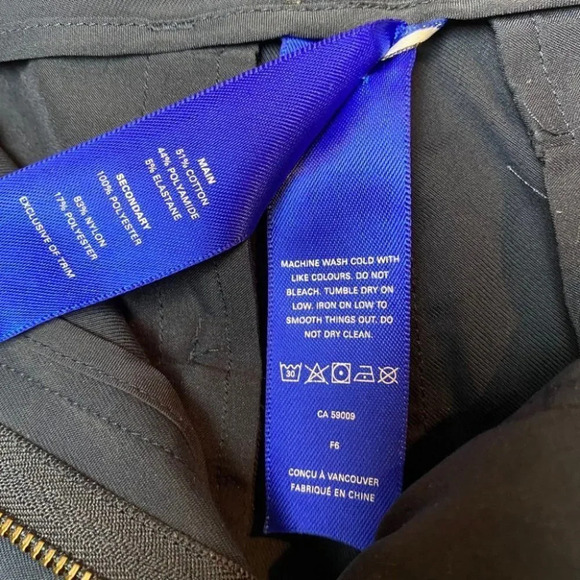 MAIN
51% COTTON
44% POLYAMIDE
5% ELASTANE
SECONDARY
100% POLYESTER
83% NYLON
17% POLYESTER
EXCLUSIVE OF TRIM
MACHINE WASH COLD WITH
LIKE COLOURS. DO NOT
BLEACH. TUMBLE DRY ON
LOW. IRON ON LOW TO
SMOOTH THINGS OUT. DO
NOT DRY CLEAN.
30
CA 59009
F6
CONÇU À VANCOUVER
FABRIQUÉ EN CHINE